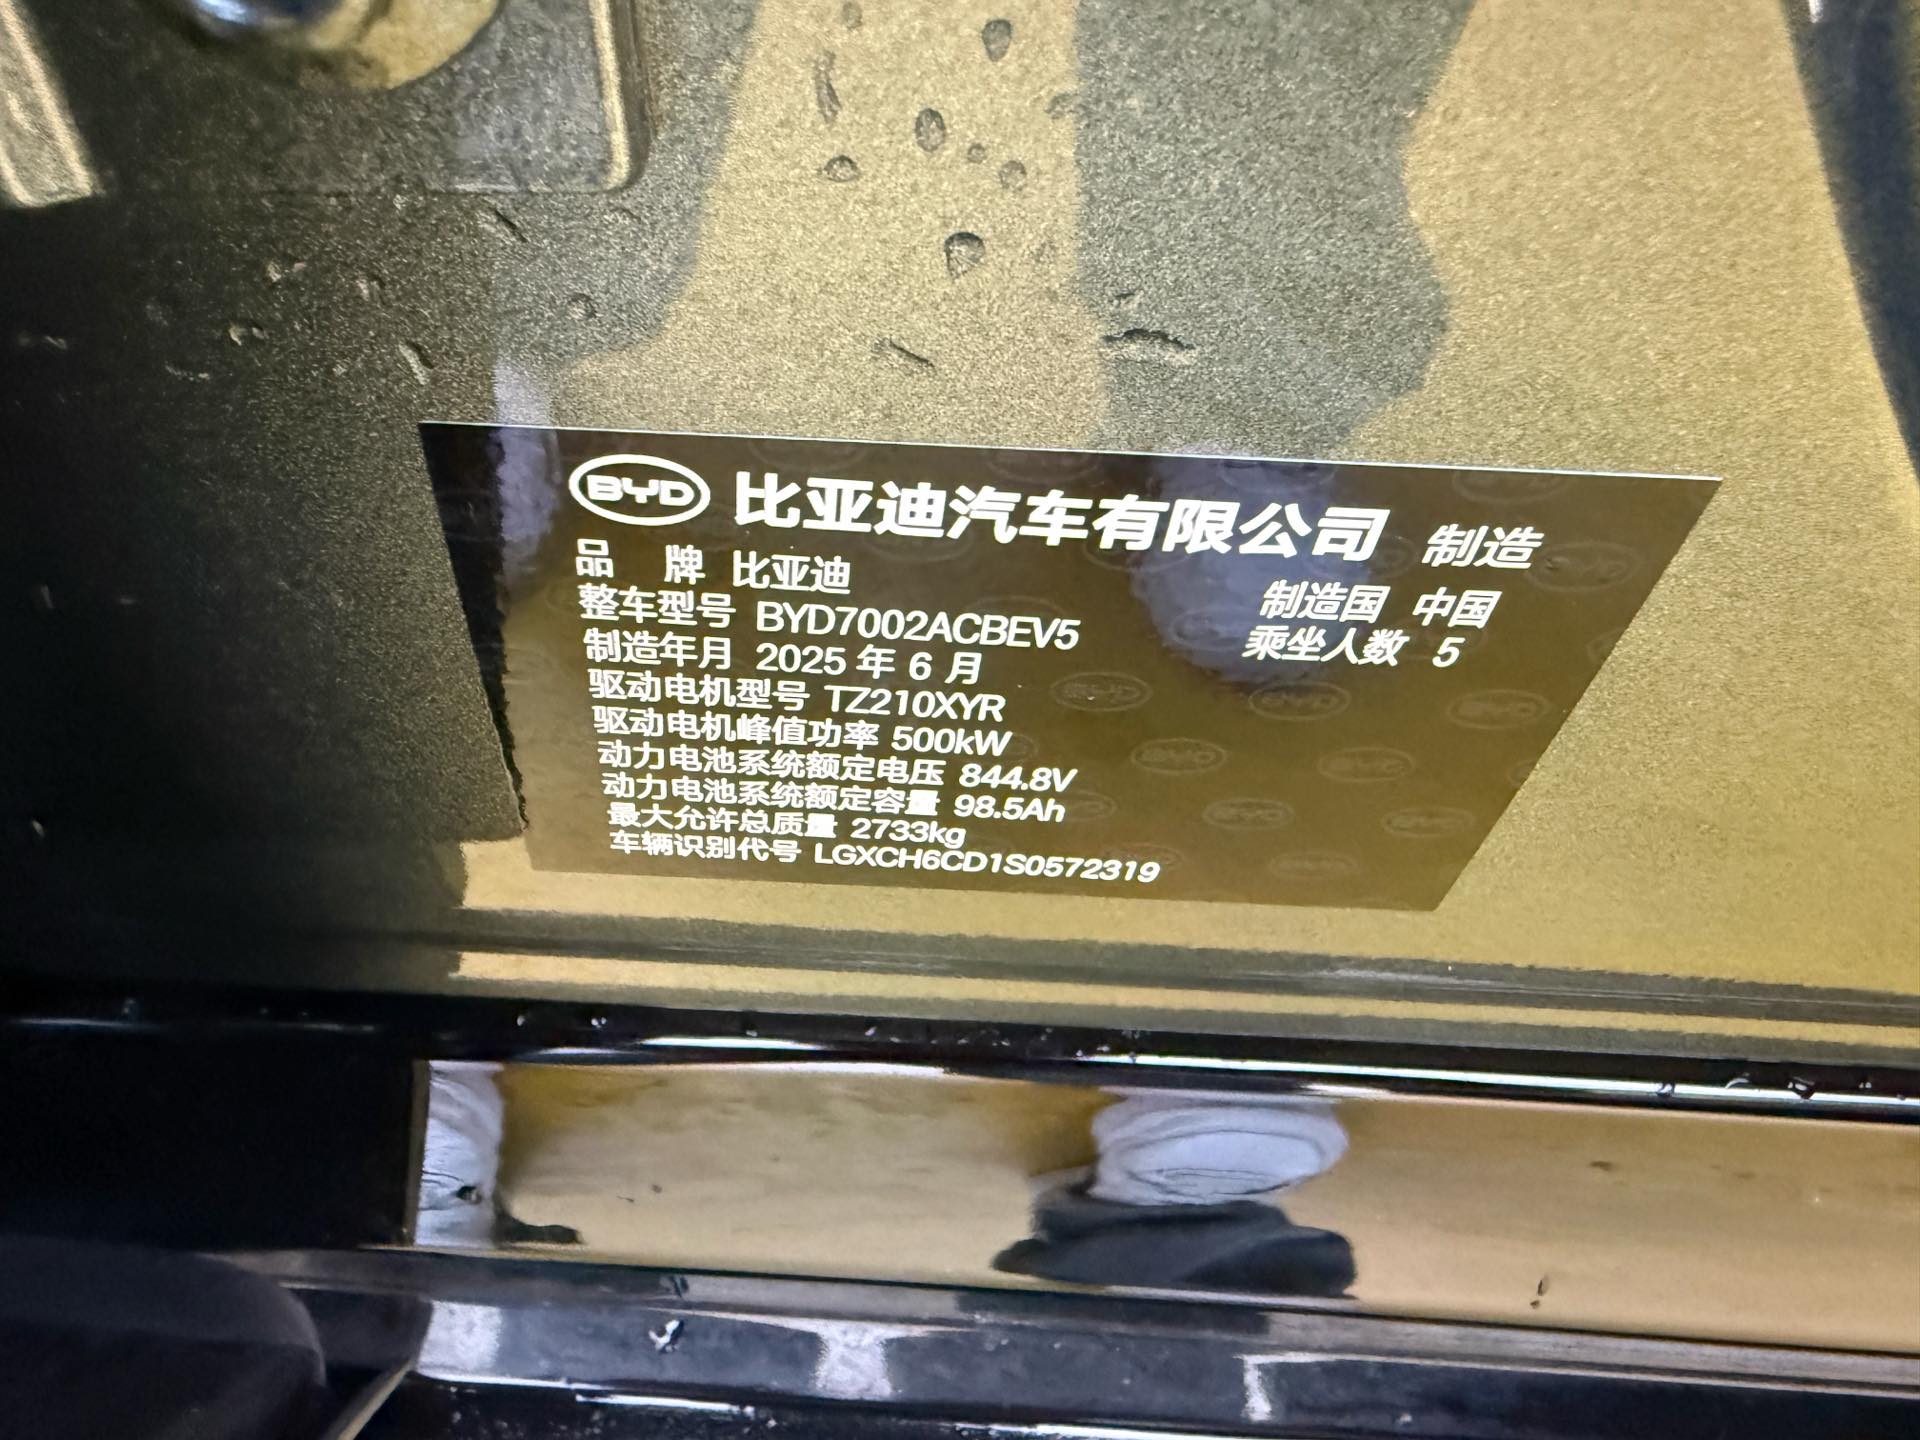 BYD 比亚迪汽车有限公司 制造
品 牌 比亚迪
制造国 中国
整车型号 BYD7002ACBEV5
乘坐人数 5
制造年月 2025 年 6 月
驱动电机型号 TZ210XYR
驱动电机峰值功率 500kW
动力电池系统额定电压 844.8V
动力电池系统额定容量 98.5Ah
最大允许总质量 2733kg
车辆识别代号 LGXCH6CD1S0572319